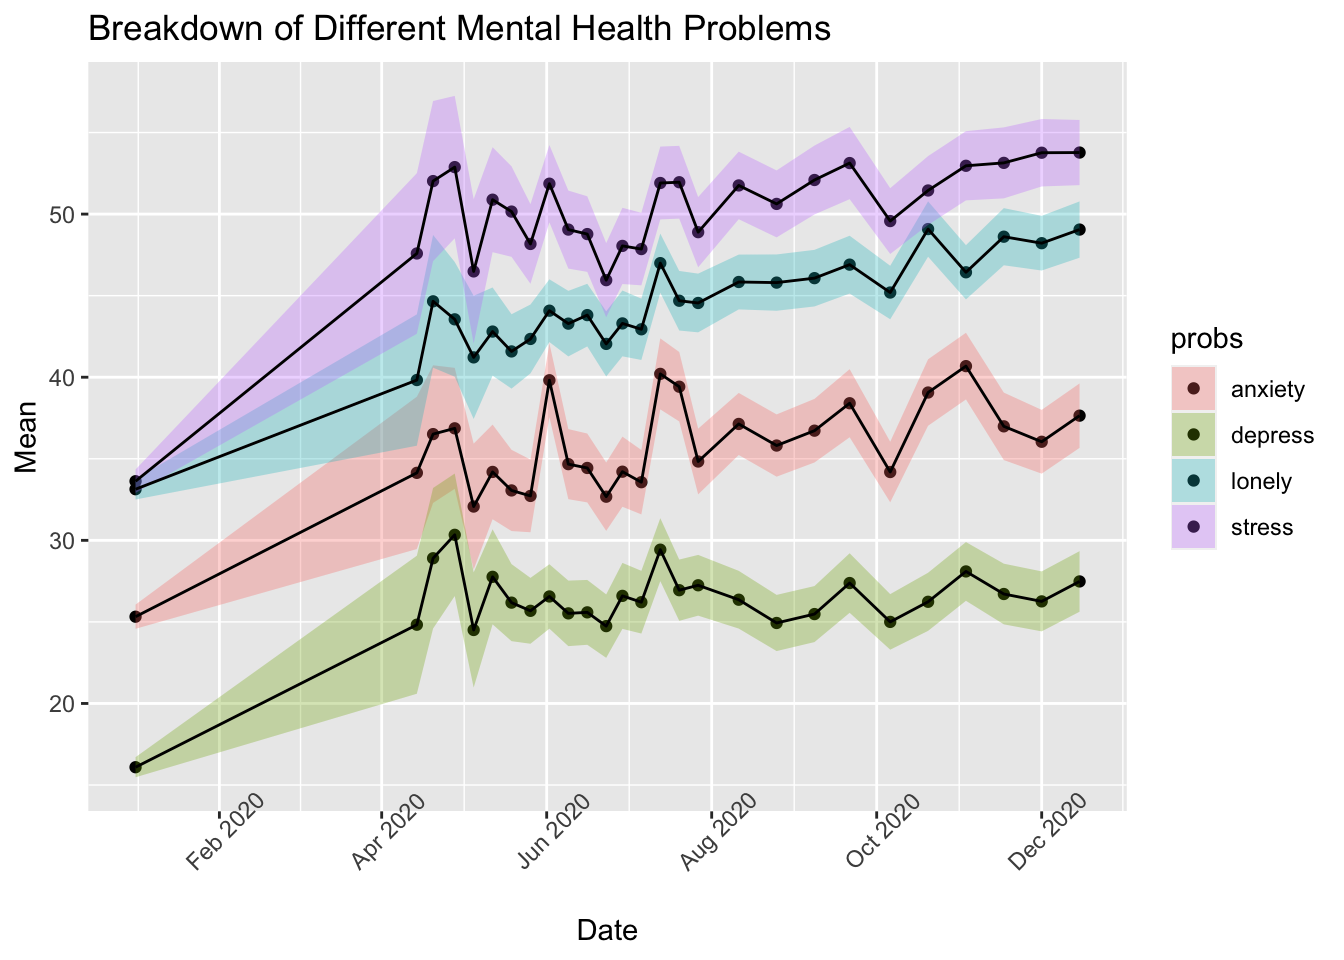 Breakdown of Different Mental Health Problems
Mean
50
40
30
20
Feb 2020
Apr 2020
Jun 2020
Aug 2020
Oct 2020
Dec 2020
Date
probs
anxiety
depress
lonely
stress